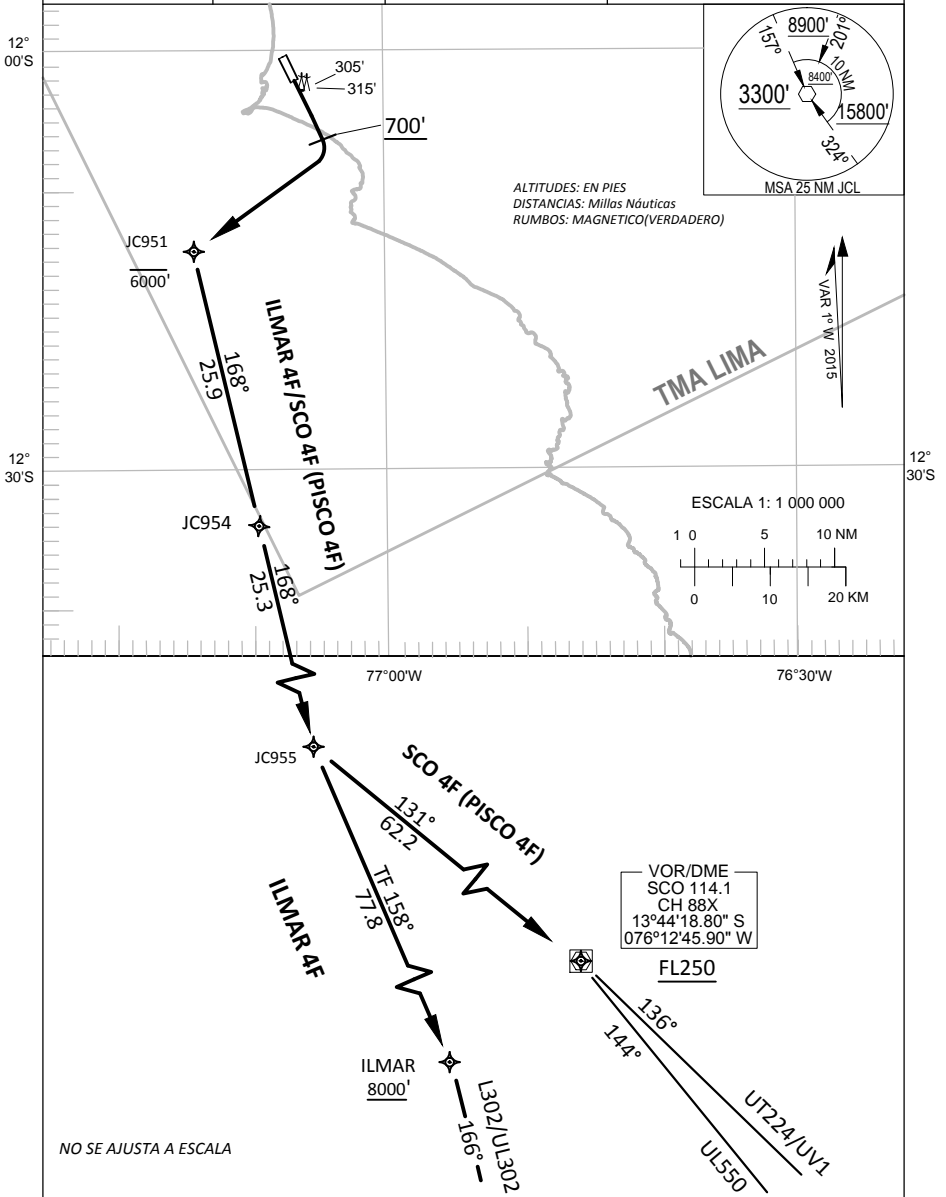 12°
00'S
305'
315'
700'
8900'
157°
201°
10 NM
8400'
3300'
15800'
324°
MSA 25 NM JCL
ALTITUDES: EN PIES
DISTANCIAS: Millas Náuticas
RUMBOS: MAGNETICO(VERDADERO)
JC951
6000'
VAR 1° W 2015
168°
25.9
ILMAR 4F/SCO 4F (PISCO 4F)
TMA LIMA
12°
30'S
12°
30'S
JC954
ESCALA 1: 1 000 000
1 0 5 10 NM
0 10 20 KM
168°
25.3
77°00'W
76°30'W
JC955
SCO 4F (PISCO 4F)
131°
62.2
TF 158°
77.8
ILMAR 4F
VOR/DME
SCO 114.1
CH 88X
13°44'18.80" S
076°12'45.90" W
FL250
136°
144°
ILMAR
8000'
L302/UL302
166°
UT224/UV1
UL550
NO SE AJUSTA A ESCALA